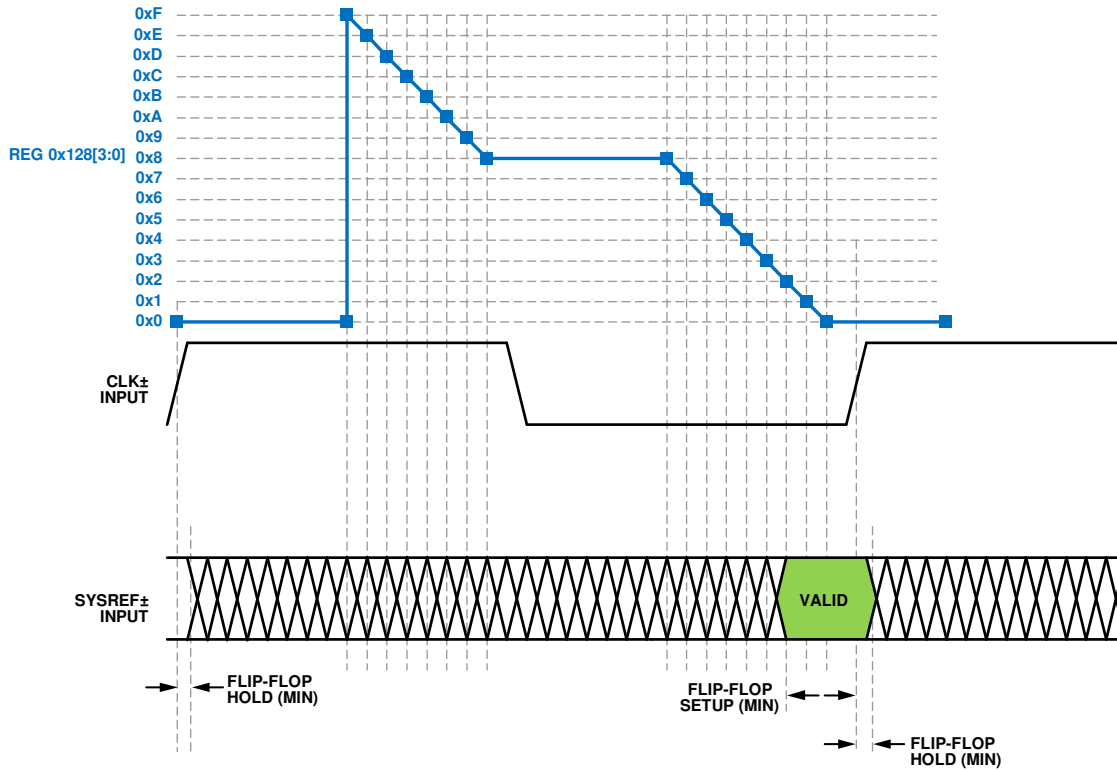 0xF
0xE
0xD
0xC
0xB
0xA
0x9
REG 0x128[3:0]
0x8
0x7
0x6
0x5
0x4
0x3
0x2
0x1
0x0
CLK±
INPUT
SYSREF±
INPUT
VALID
FLIP-FLOP
HOLD (MIN)
FLIP-FLOP
SETUP (MIN)
FLIP-FLOP
HOLD (MIN)